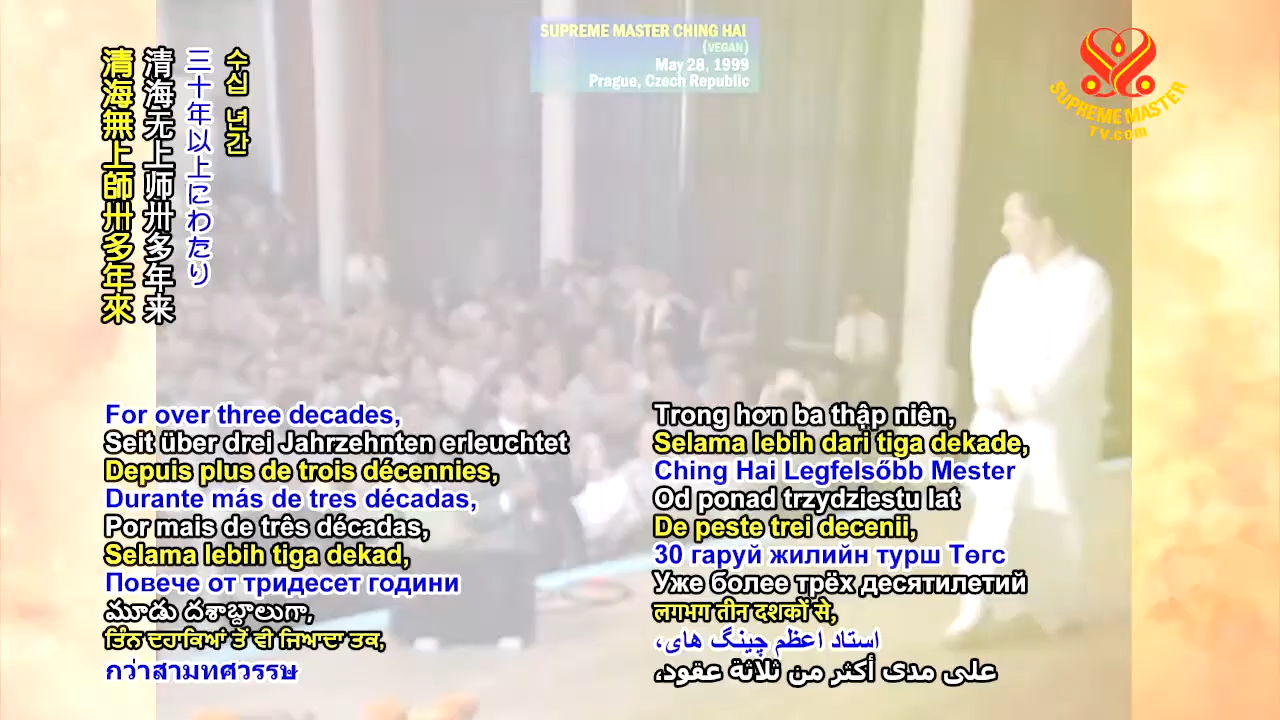 SUPREME MASTER CHING HAI
(VEGAN)
May 28, 1999
Prague, Czech Republic
SUPREME MASTER
TV.COM
수십 년간
三十年以上にわたり
清海无上师卅多年来
清海無上師卅多年來
For over three decades,
Seit über drei Jahrzehnten erleuchtet
Depuis plus de trois décennies,
Durante más de tres décadas,
Por mais de três décadas,
Selama lebih tiga dekad,
Повече от тридесет години
మూడు దశాబ్దాలుగా,
ਤਿੰਨ ਦਹਾਕਿਆਂ ਤੋਂ ਵੀ ਜਿਆਦਾ ਤਕ,
กว่าสามทศวรรษ
Trong hơn ba thập niên,
Selama lebih dari tiga dekade,
Ching Hai Legfelsőbb Mester
Od ponad trzydziestu lat
De peste trei decenii,
30 гаруй жилийн турш Төгс
Уже более трёх десятилетий
लगभग तीन दशकों से,
استاد اعظم چینگ های،
على مدى أكثر من ثلاثة عقود،